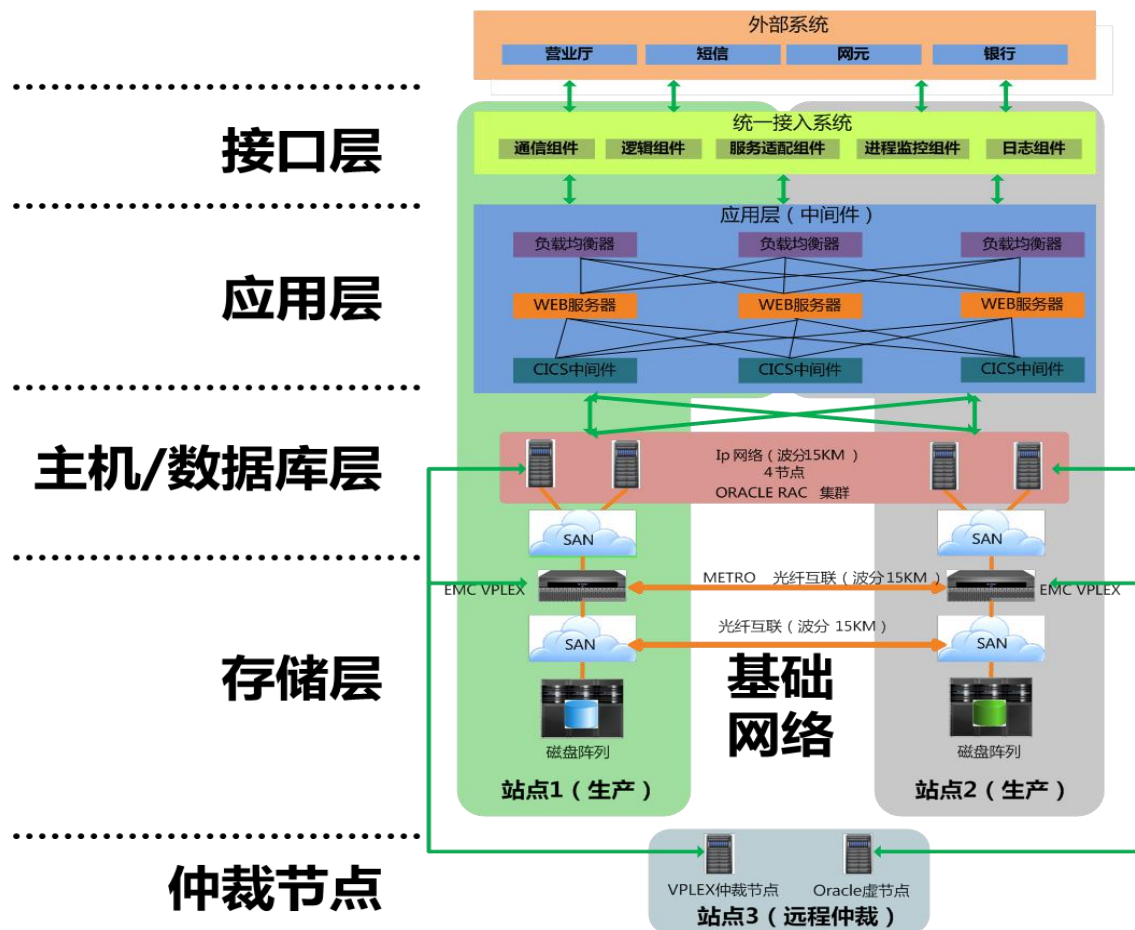 外部系统
营业厅 短信 网元 银行
接口层
统一接入系统
通信组件 逻辑组件 服务适配组件 进程监控组件 日志组件
应用层
应用层（中间件）
负载均衡器 负载均衡器 负载均衡器
WEB服务器 WEB服务器 WEB服务器
CICS中间件 CICS中间件 CICS中间件
主机/数据库层
Ip 网络（波分15KM）
4节点
ORACLE RAC 集群
SAN SAN
存储层
METRO 光纤互联（波分15KM）
EMC VPLEX EMC VPLEX
光纤互联（波分 15KM）
SAN SAN
基础
网络
磁盘阵列 磁盘阵列
站点1（生产） 站点2（生产）
仲裁节点
VPLEX仲裁节点 Oracle虚节点
站点3（远程仲裁）